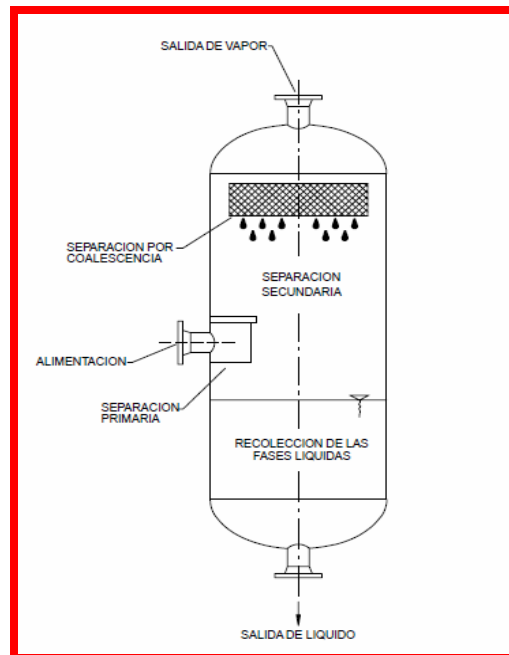 SALIDA DE VAPOR
SEPARACION POR
COALESCENCIA
SEPARACION
SECUNDARIA
ALIMENTACION
SEPARACION
PRIMARIA
RECOLECCION DE LAS
FASES LIQUIDAS
SALIDA DE LIQUIDO